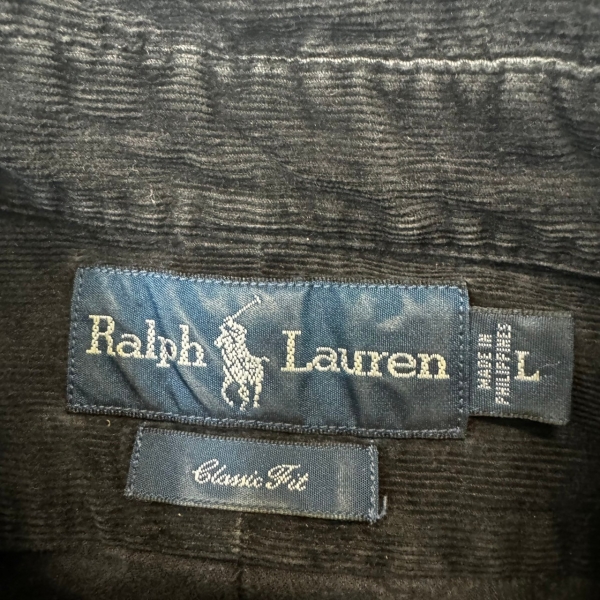 Ralph Lauren
MADE IN
PHILIPPINES
L
Classic Fit